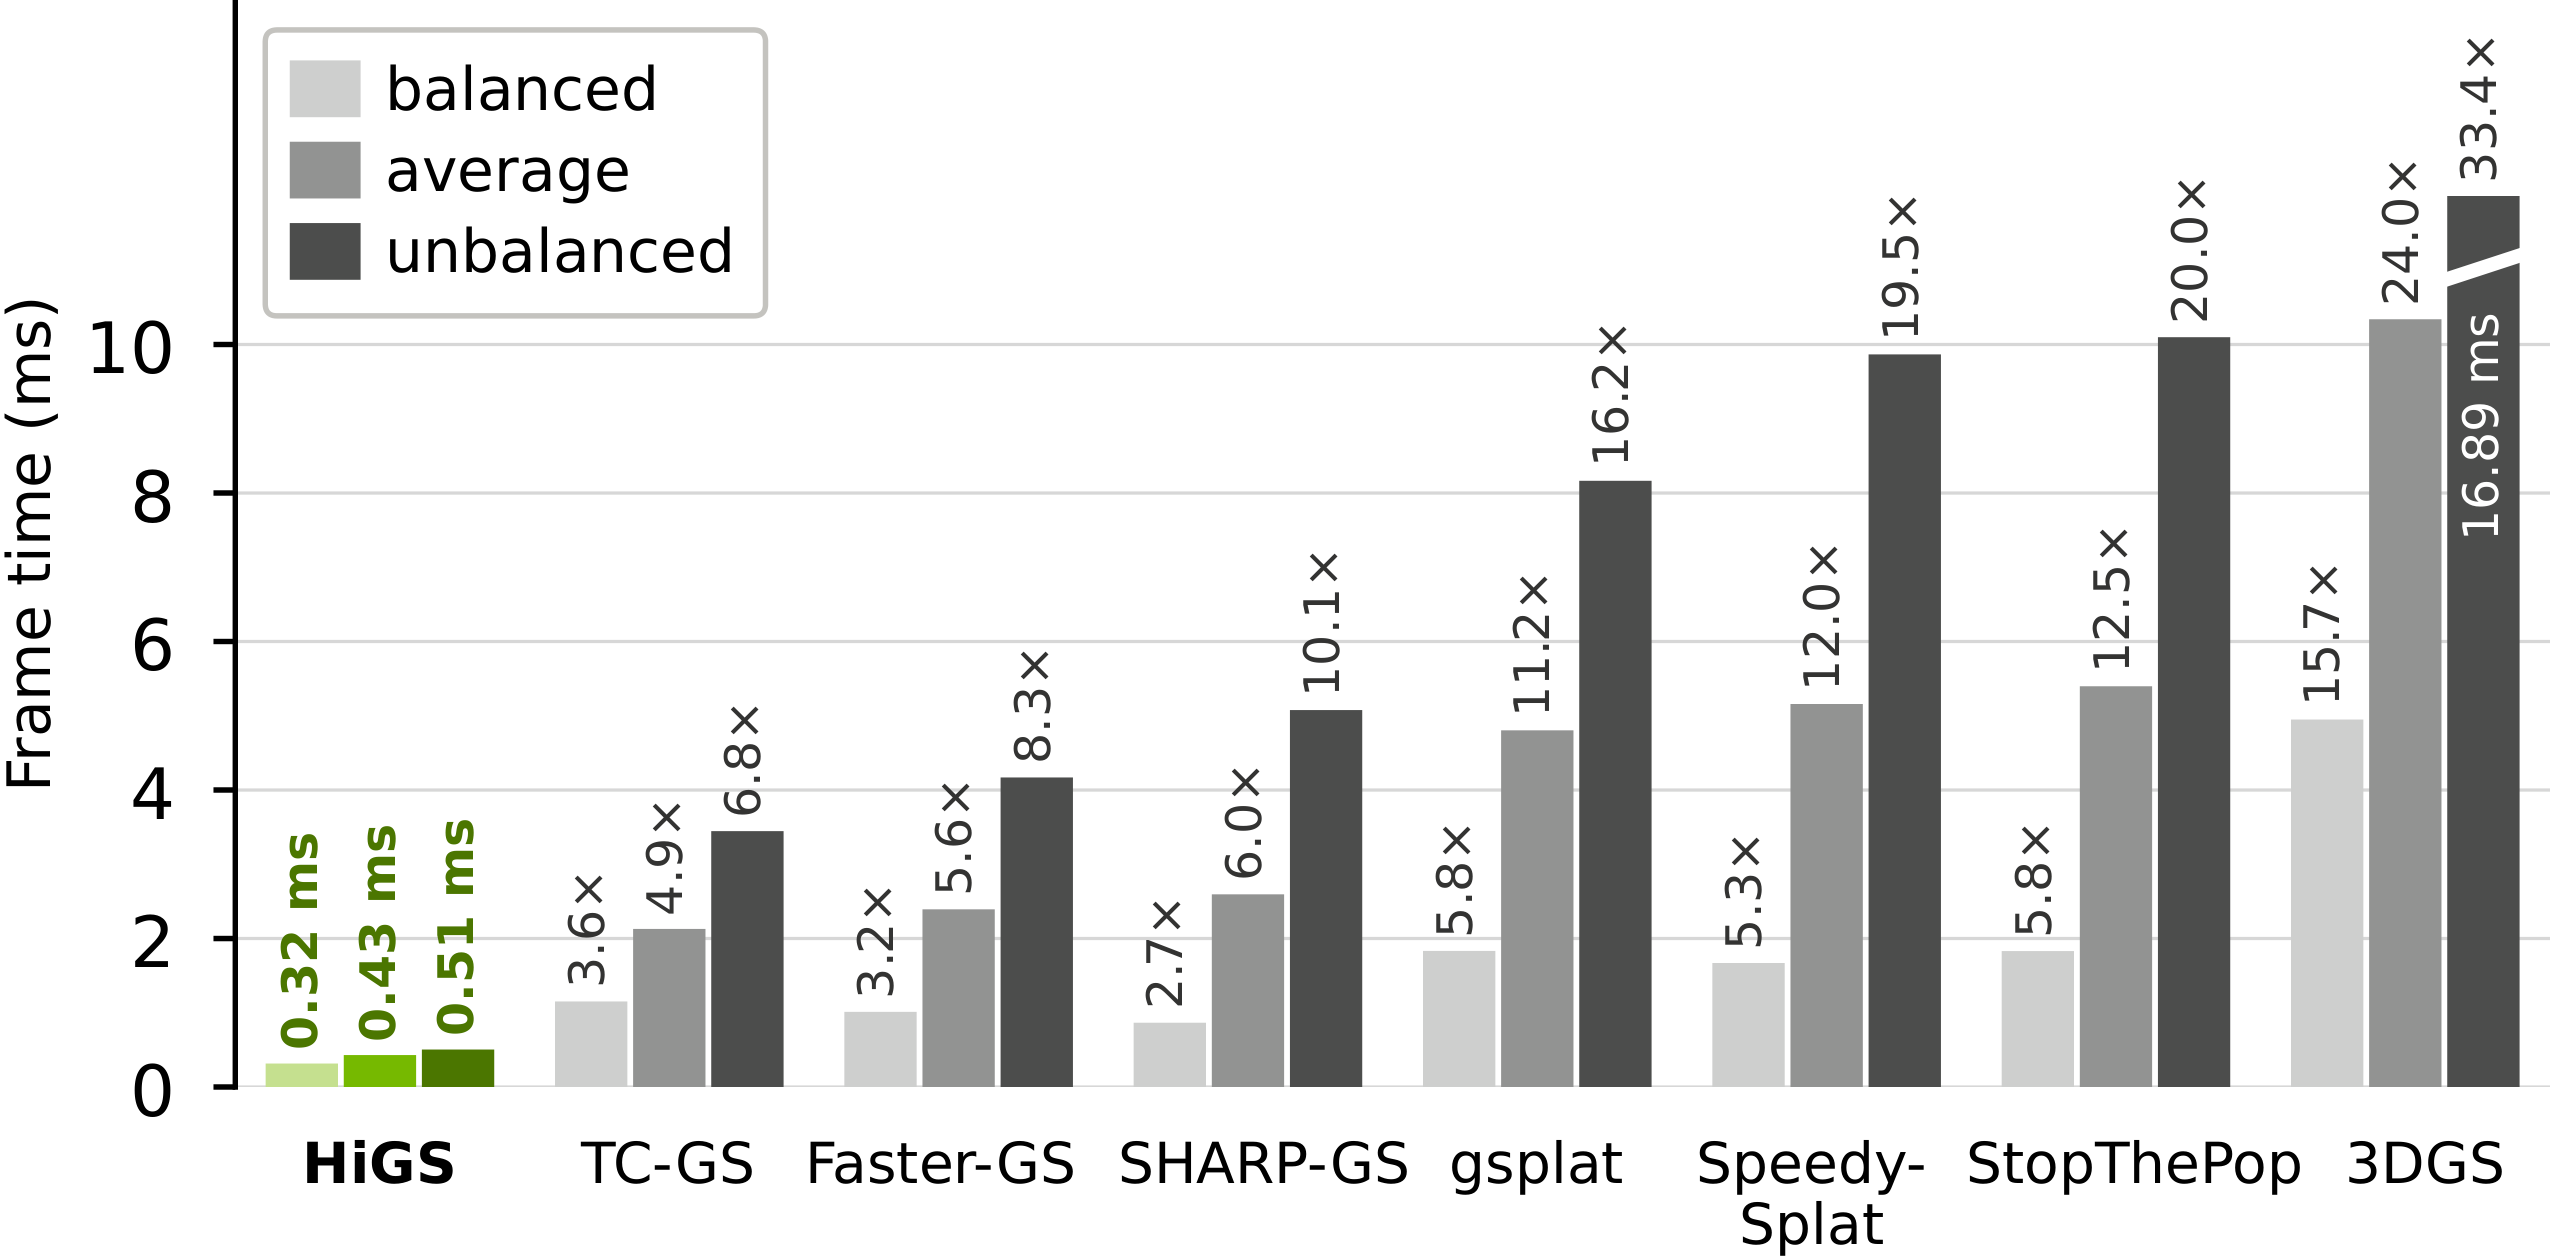 balanced
average
unbalanced
Frame time (ms)
10
8
6
4
2
0
0.32 ms
0.43 ms
0.51 ms
3.6×
4.9×
6.8×
3.2×
5.6×
8.3×
2.7×
6.0×
10.1×
5.8×
11.2×
16.2×
5.3×
12.0×
19.5×
5.8×
12.5×
20.0×
15.7×
24.0×
33.4×
16.89 ms
HiGS
TC-GS
Faster-GS
SHARP-GS
gsplat
Speedy-
Splat
StopThePop
3DGS